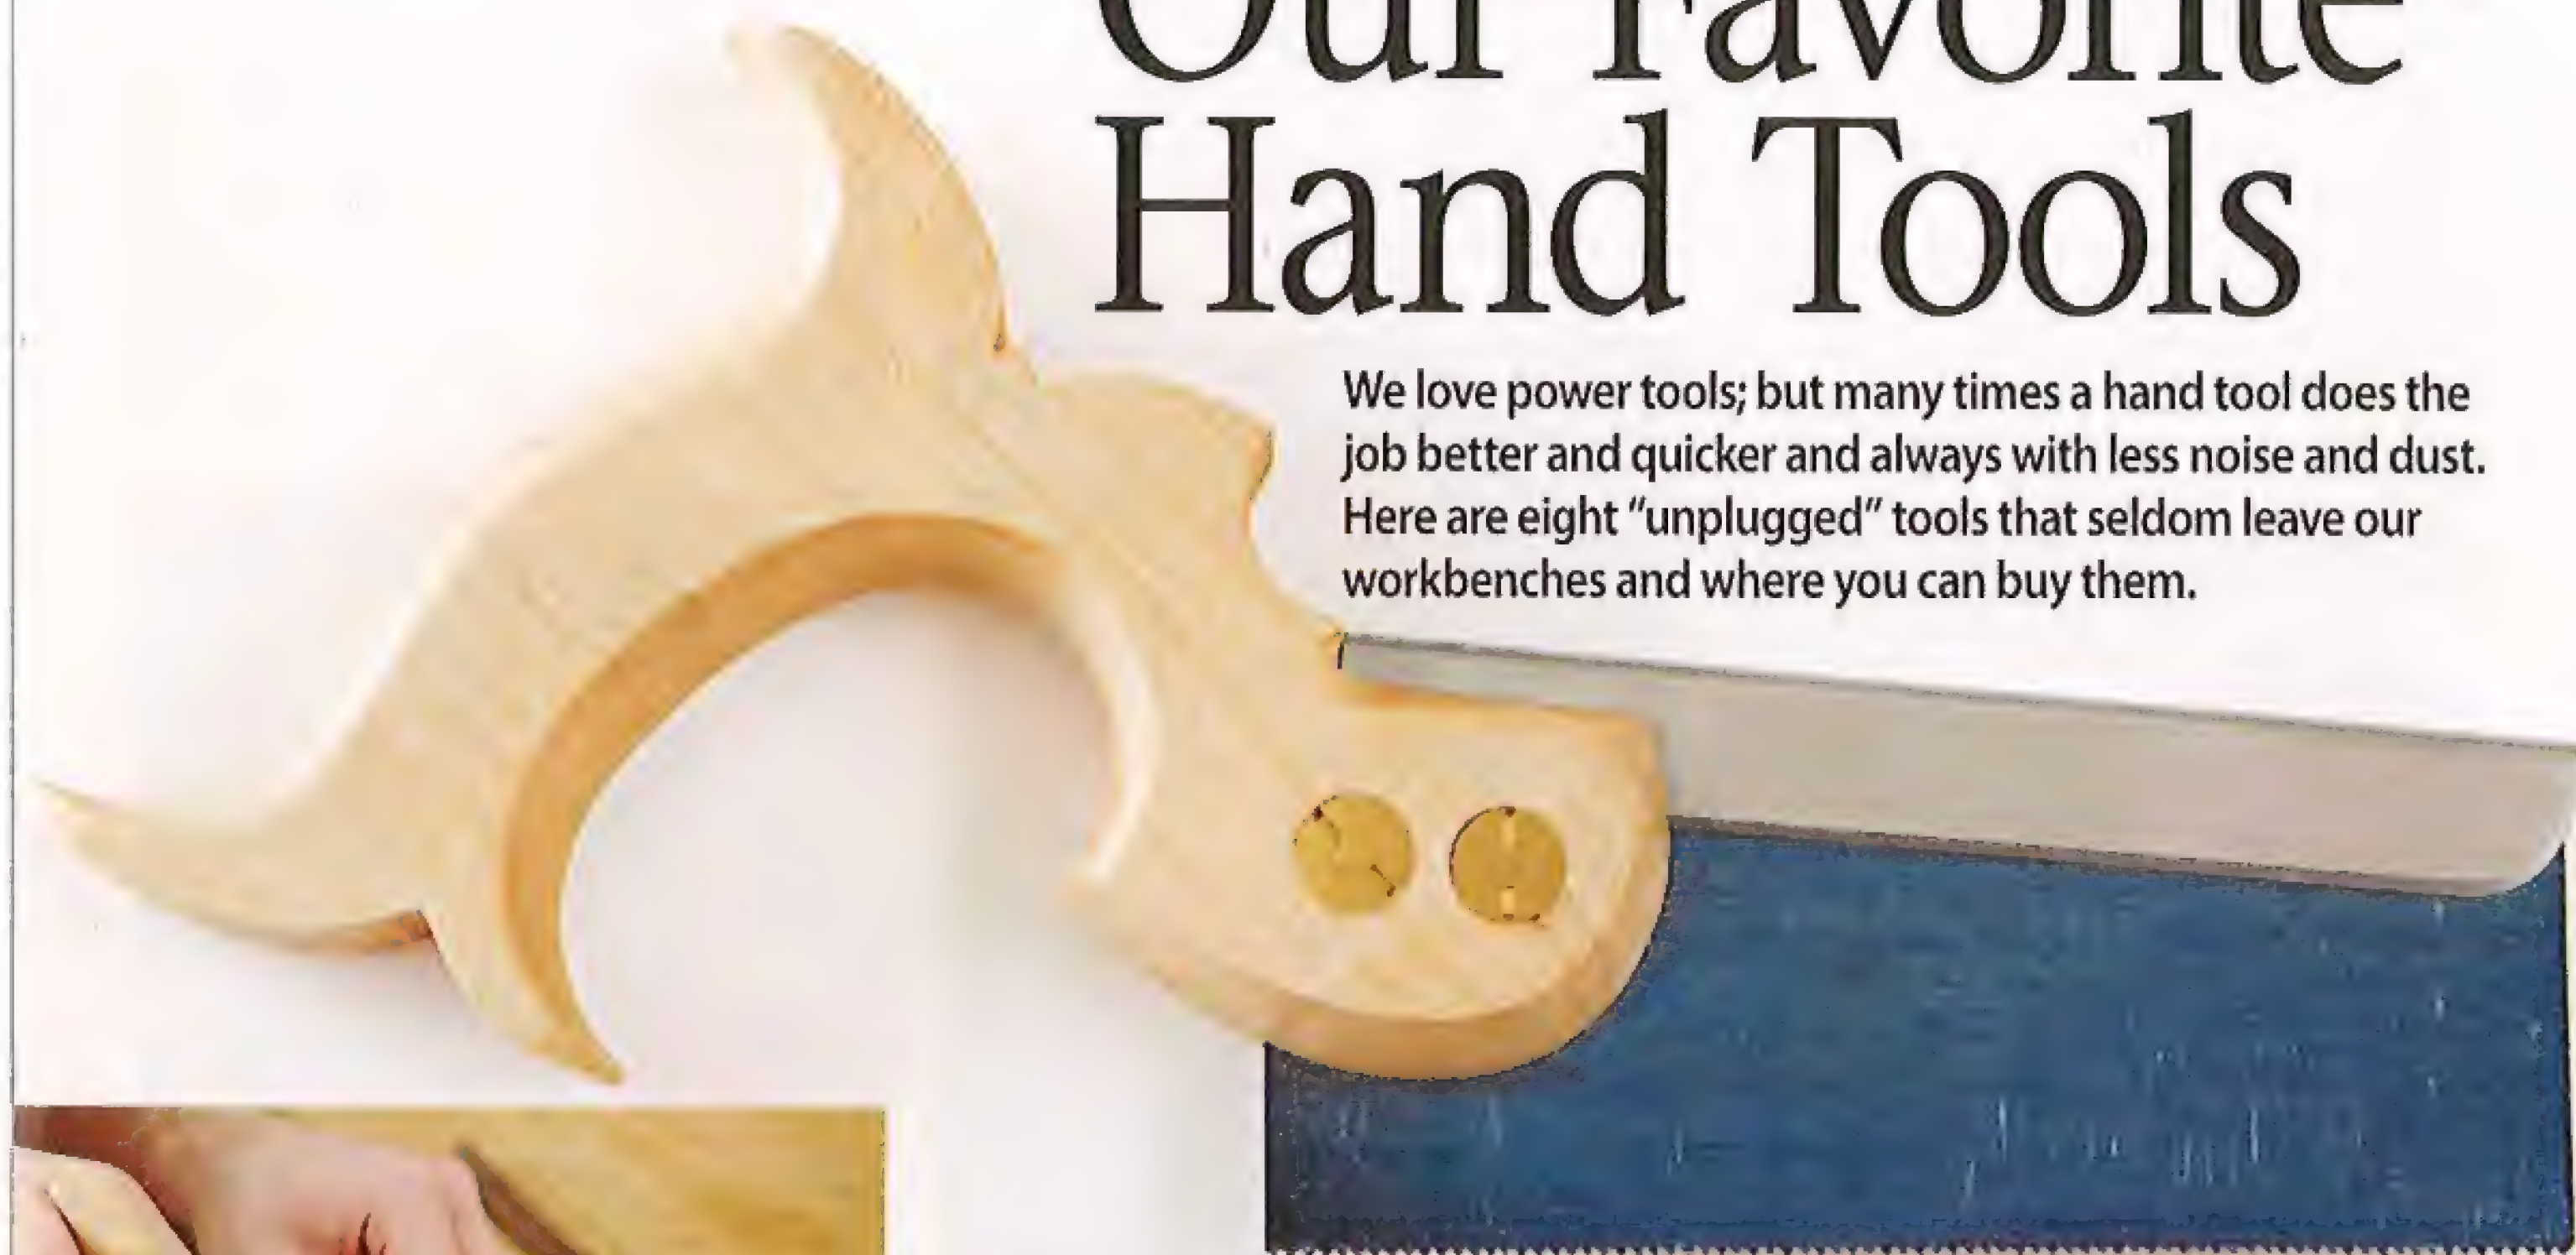 Our Favorite
Hand Tools
We love power tools; but many times a hand tool does the
job better and quicker and always with less noise and dust.
Here are eight “unplugged” tools that seldom leave our
workbenches and where you can buy them.